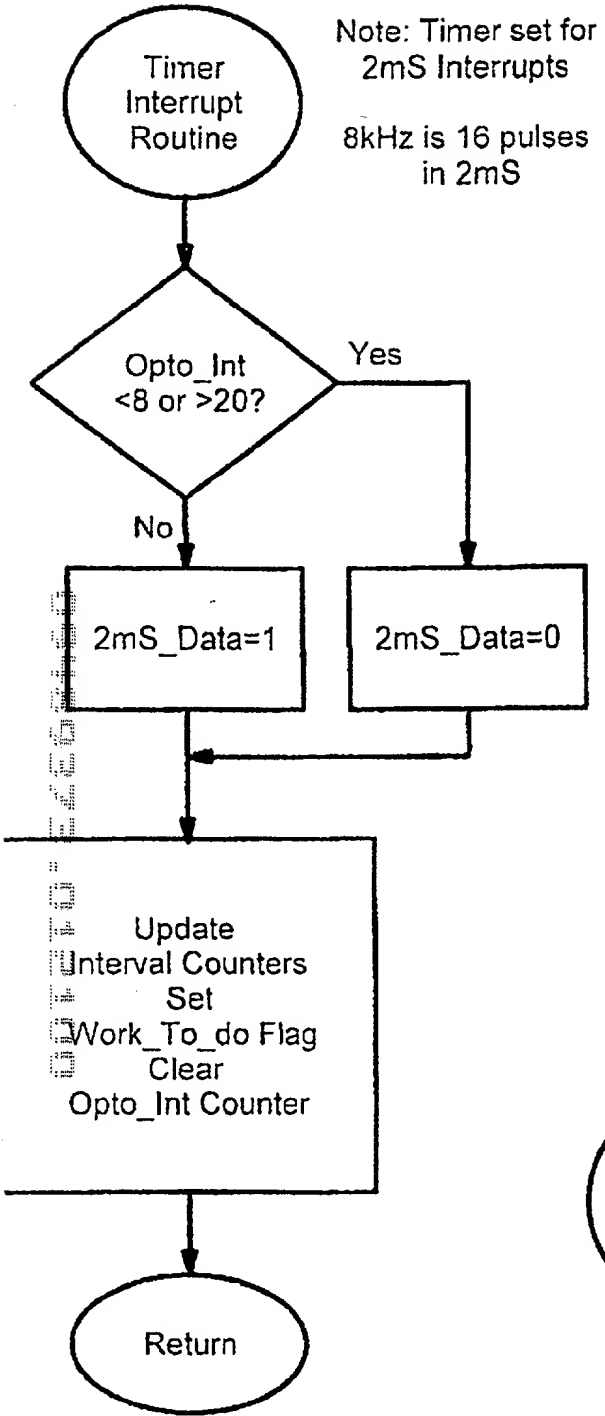 Timer
Interrupt
Routine
Note: Timer set for
2mS Interrupts
8kHz is 16 pulses
in 2mS
Opto_Int
<8 or >20?
Yes
No
2mS_Data=1
2mS_Data=0
Update
Interval Counters
Set
Work_To_do Flag
Clear
Opto_Int Counter
Return